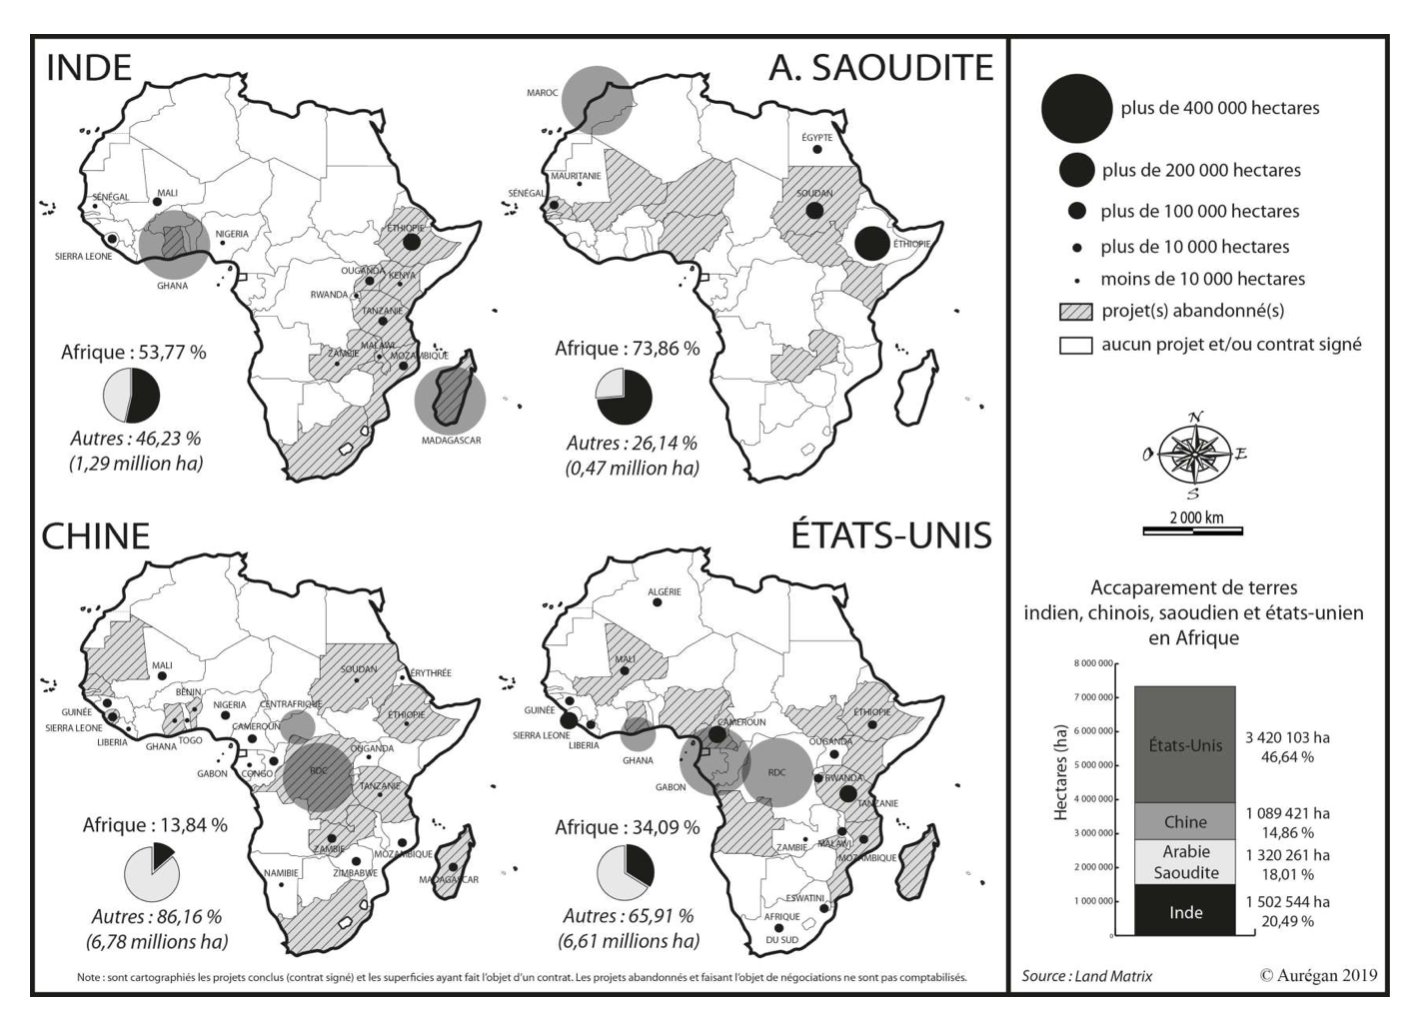 INDE
SÉNÉGAL
MALI
NIGERIA
SIERRA LEONE
GHANA
ÉTHIOPIE
OUGANDA
KENYA
RWANDA
TANZANIE
MALAWI
ZAMBIE
MOZAMBIQUE
MADAGASCAR
Afrique : 53,77 %
Autres : 46,23 %
(1,29 million ha)
A. SAOUDITE
MAROC
ÉGYPTE
MAURITANIE
SÉNÉGAL
SOUDAN
ÉTHIOPIE
Afrique : 73,86 %
Autres : 26,14 %
(0,47 million ha)
CHINE
MALI
SOUDAN
ÉRYTHRÉE
BÉNIN
GUINÉE
NIGERIA
CENTRAFRIQUE
SIERRA LEONE
CAMEROUN
ÉTHIOPIE
LIBERIA
GHANA
TOGO
OUGANDA
GABON
CONGO
RDC
TANZANIE
ZAMBIE
MOZAMBIQUE
NAMIBIE
ZIMBABWE
MADAGASCAR
Afrique : 13,84 %
Autres : 86,16 %
(6,78 millions ha)
ÉTATS-UNIS
ALGÉRIE
MALI
GUINÉE
SIERRA LEONE
LIBERIA
GHANA
CAMEROUN
ÉTHIOPIE
OUGANDA
GABON
RDC
RWANDA
TANZANIE
ZAMBIE
MALAWI
MOZAMBIQUE
ESWATINI
AFRIQUE
DU SUD
Afrique : 34,09 %
Autres : 65,91 %
(6,61 millions ha)
Note : sont cartographiés les projets conclus (contrat signé) et les superficies ayant fait l'objet d'un contrat. Les projets abandonnés et faisant l'objet de négociations ne sont pas comptabilisés.
plus de 400 000 hectares
plus de 200 000 hectares
plus de 100 000 hectares
plus de 10 000 hectares
moins de 10 000 hectares
projet(s) abandonné(s)
aucun projet et/ou contrat signé
N
O
E
S
2 000 km
Accaparement de terres
indien, chinois, saoudien et états-unien
en Afrique
Hectares (ha)
8 000 000
7 000 000
6 000 000
5 000 000
4 000 000
3 000 000
2 000 000
1 000 000
0
États-Unis
3 420 103 ha
46,64 %
Chine
1 089 421 ha
14,86 %
Arabie
Saoudite
1 320 261 ha
18,01 %
Inde
1 502 544 ha
20,49 %
Source : Land Matrix
© Aurégan 2019